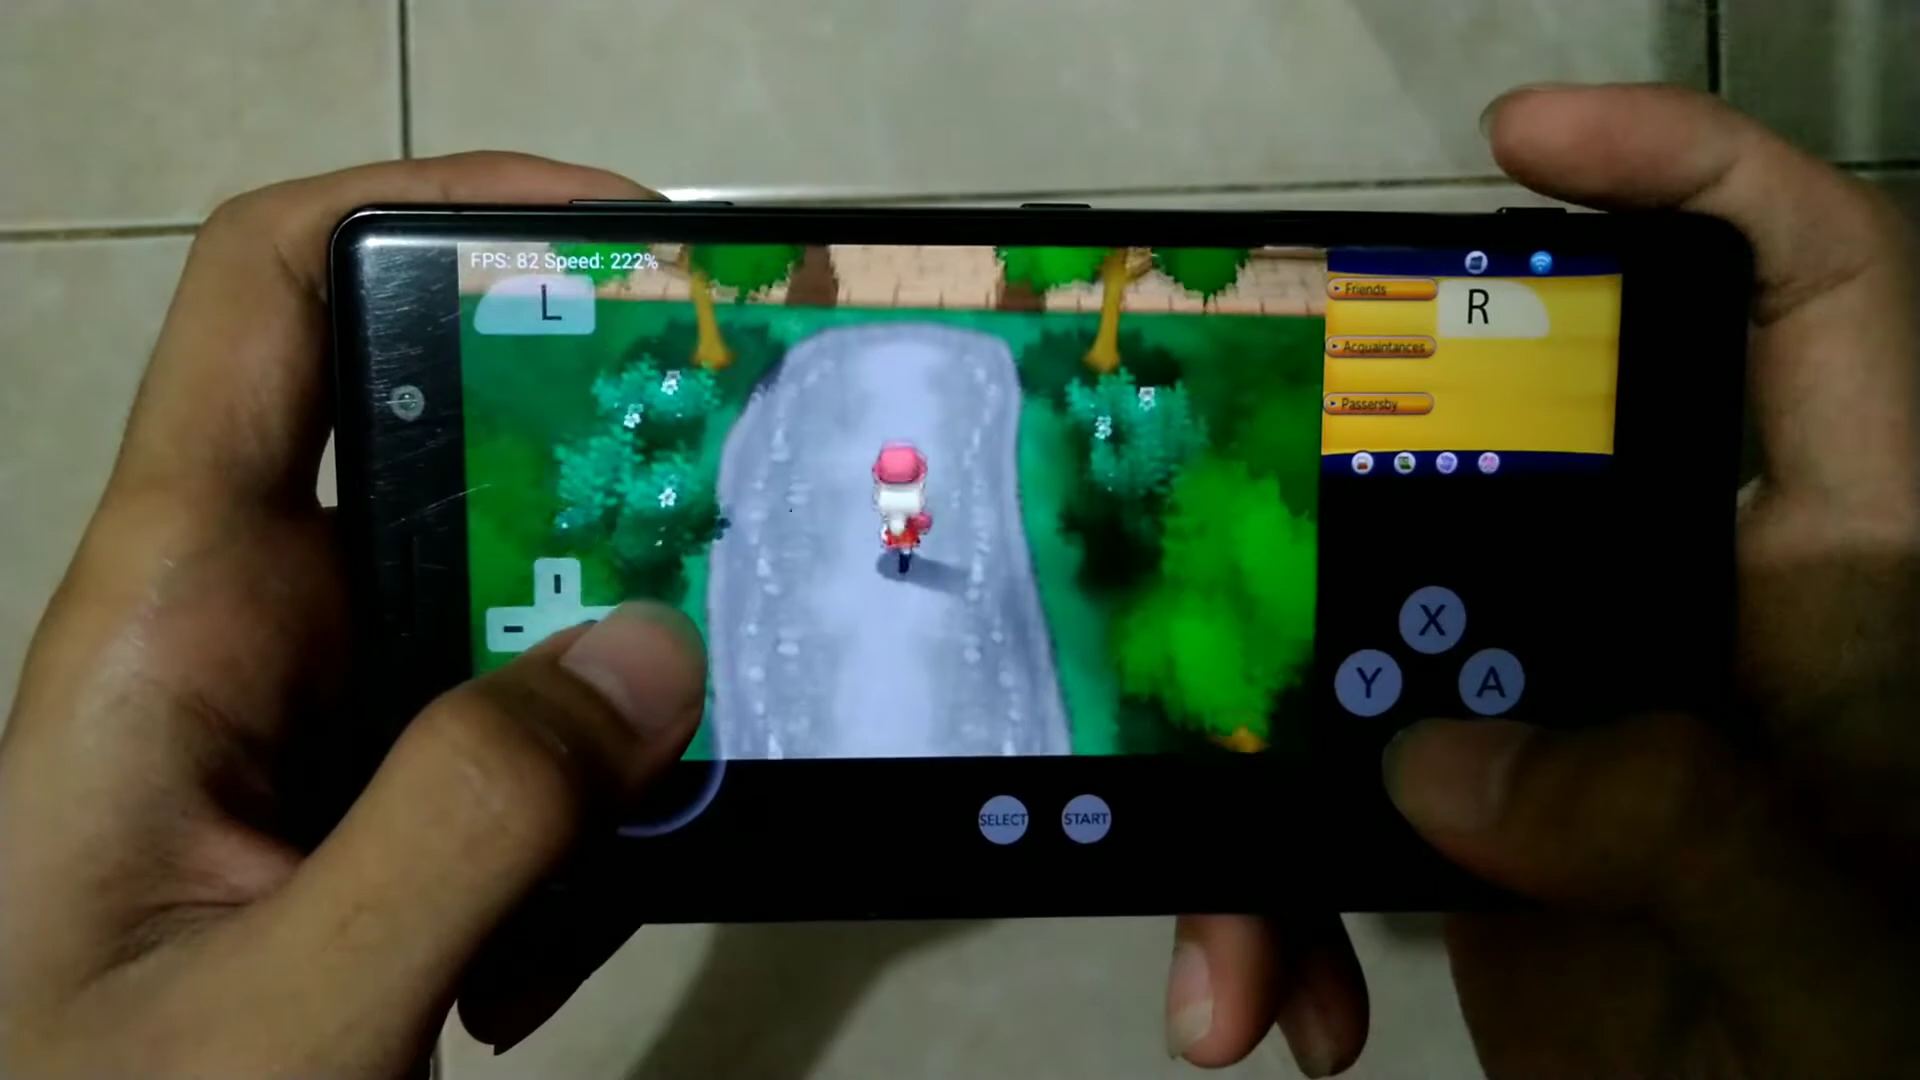 FPS: 82 Speed: 222%
L
Friends
R
Acquaintances
Passersby
X
Y
A
SELECT
START